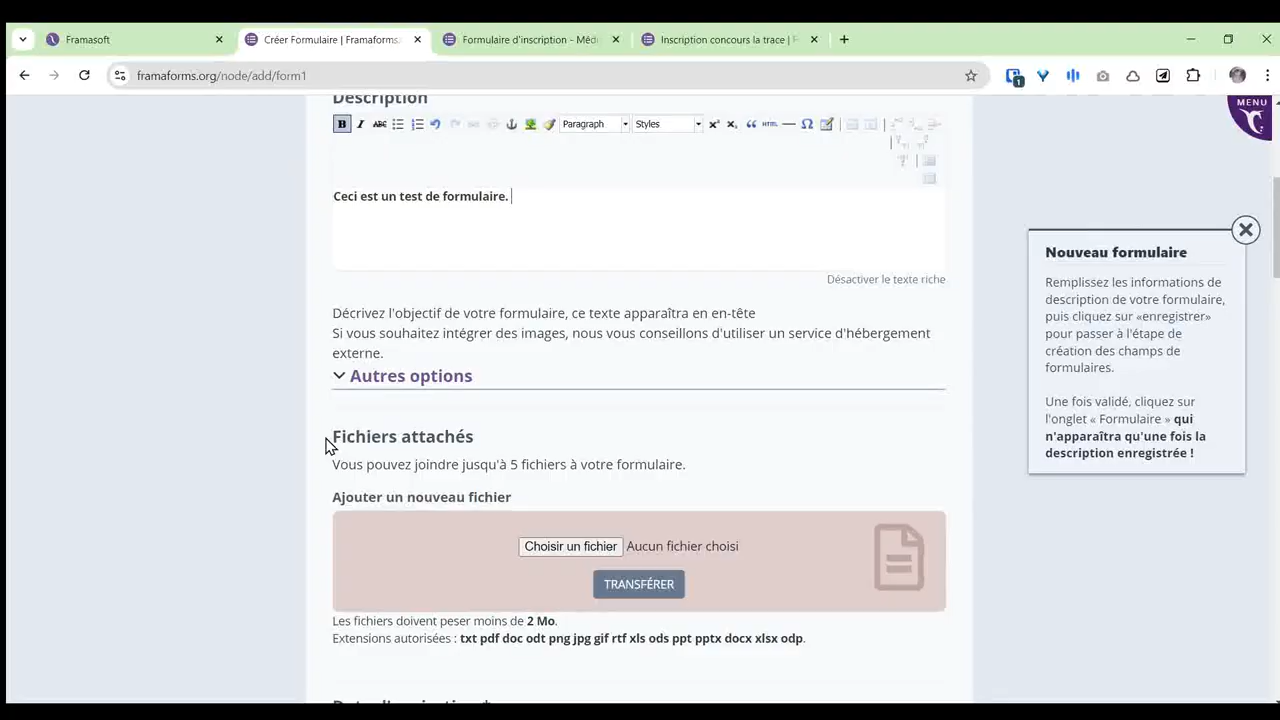 Framasoft
Créer Formulaire | Framaforms.
Formulaire d'inscription - Médi
Inscription concours la trace |
framaforms.org/node/add/form1
1
MENU
Description
B I ABC Paragraph Styles HTML
Ceci est un test de formulaire.
Désactiver le texte riche
Décrivez l'objectif de votre formulaire, ce texte apparaîtra en en-tête
Si vous souhaitez intégrer des images, nous vous conseillons d'utiliser un service d'hébergement
externe.
Autres options
Fichiers attachés
Vous pouvez joindre jusqu'à 5 fichiers à votre formulaire.
Ajouter un nouveau fichier
Choisir un fichier Aucun fichier choisi
TRANSFÉRER
Les fichiers doivent peser moins de 2 Mo.
Extensions autorisées : txt pdf doc odt png jpg gif rtf xls ods ppt pptx docx xlsx odp.
Nouveau formulaire
Remplissez les informations de
description de votre formulaire,
puis cliquez sur «enregistrer»
pour passer à l'étape de
création des champs de
formulaires.
Une fois validé, cliquez sur
l'onglet « Formulaire » qui
n'apparaîtra qu'une fois la
description enregistrée !